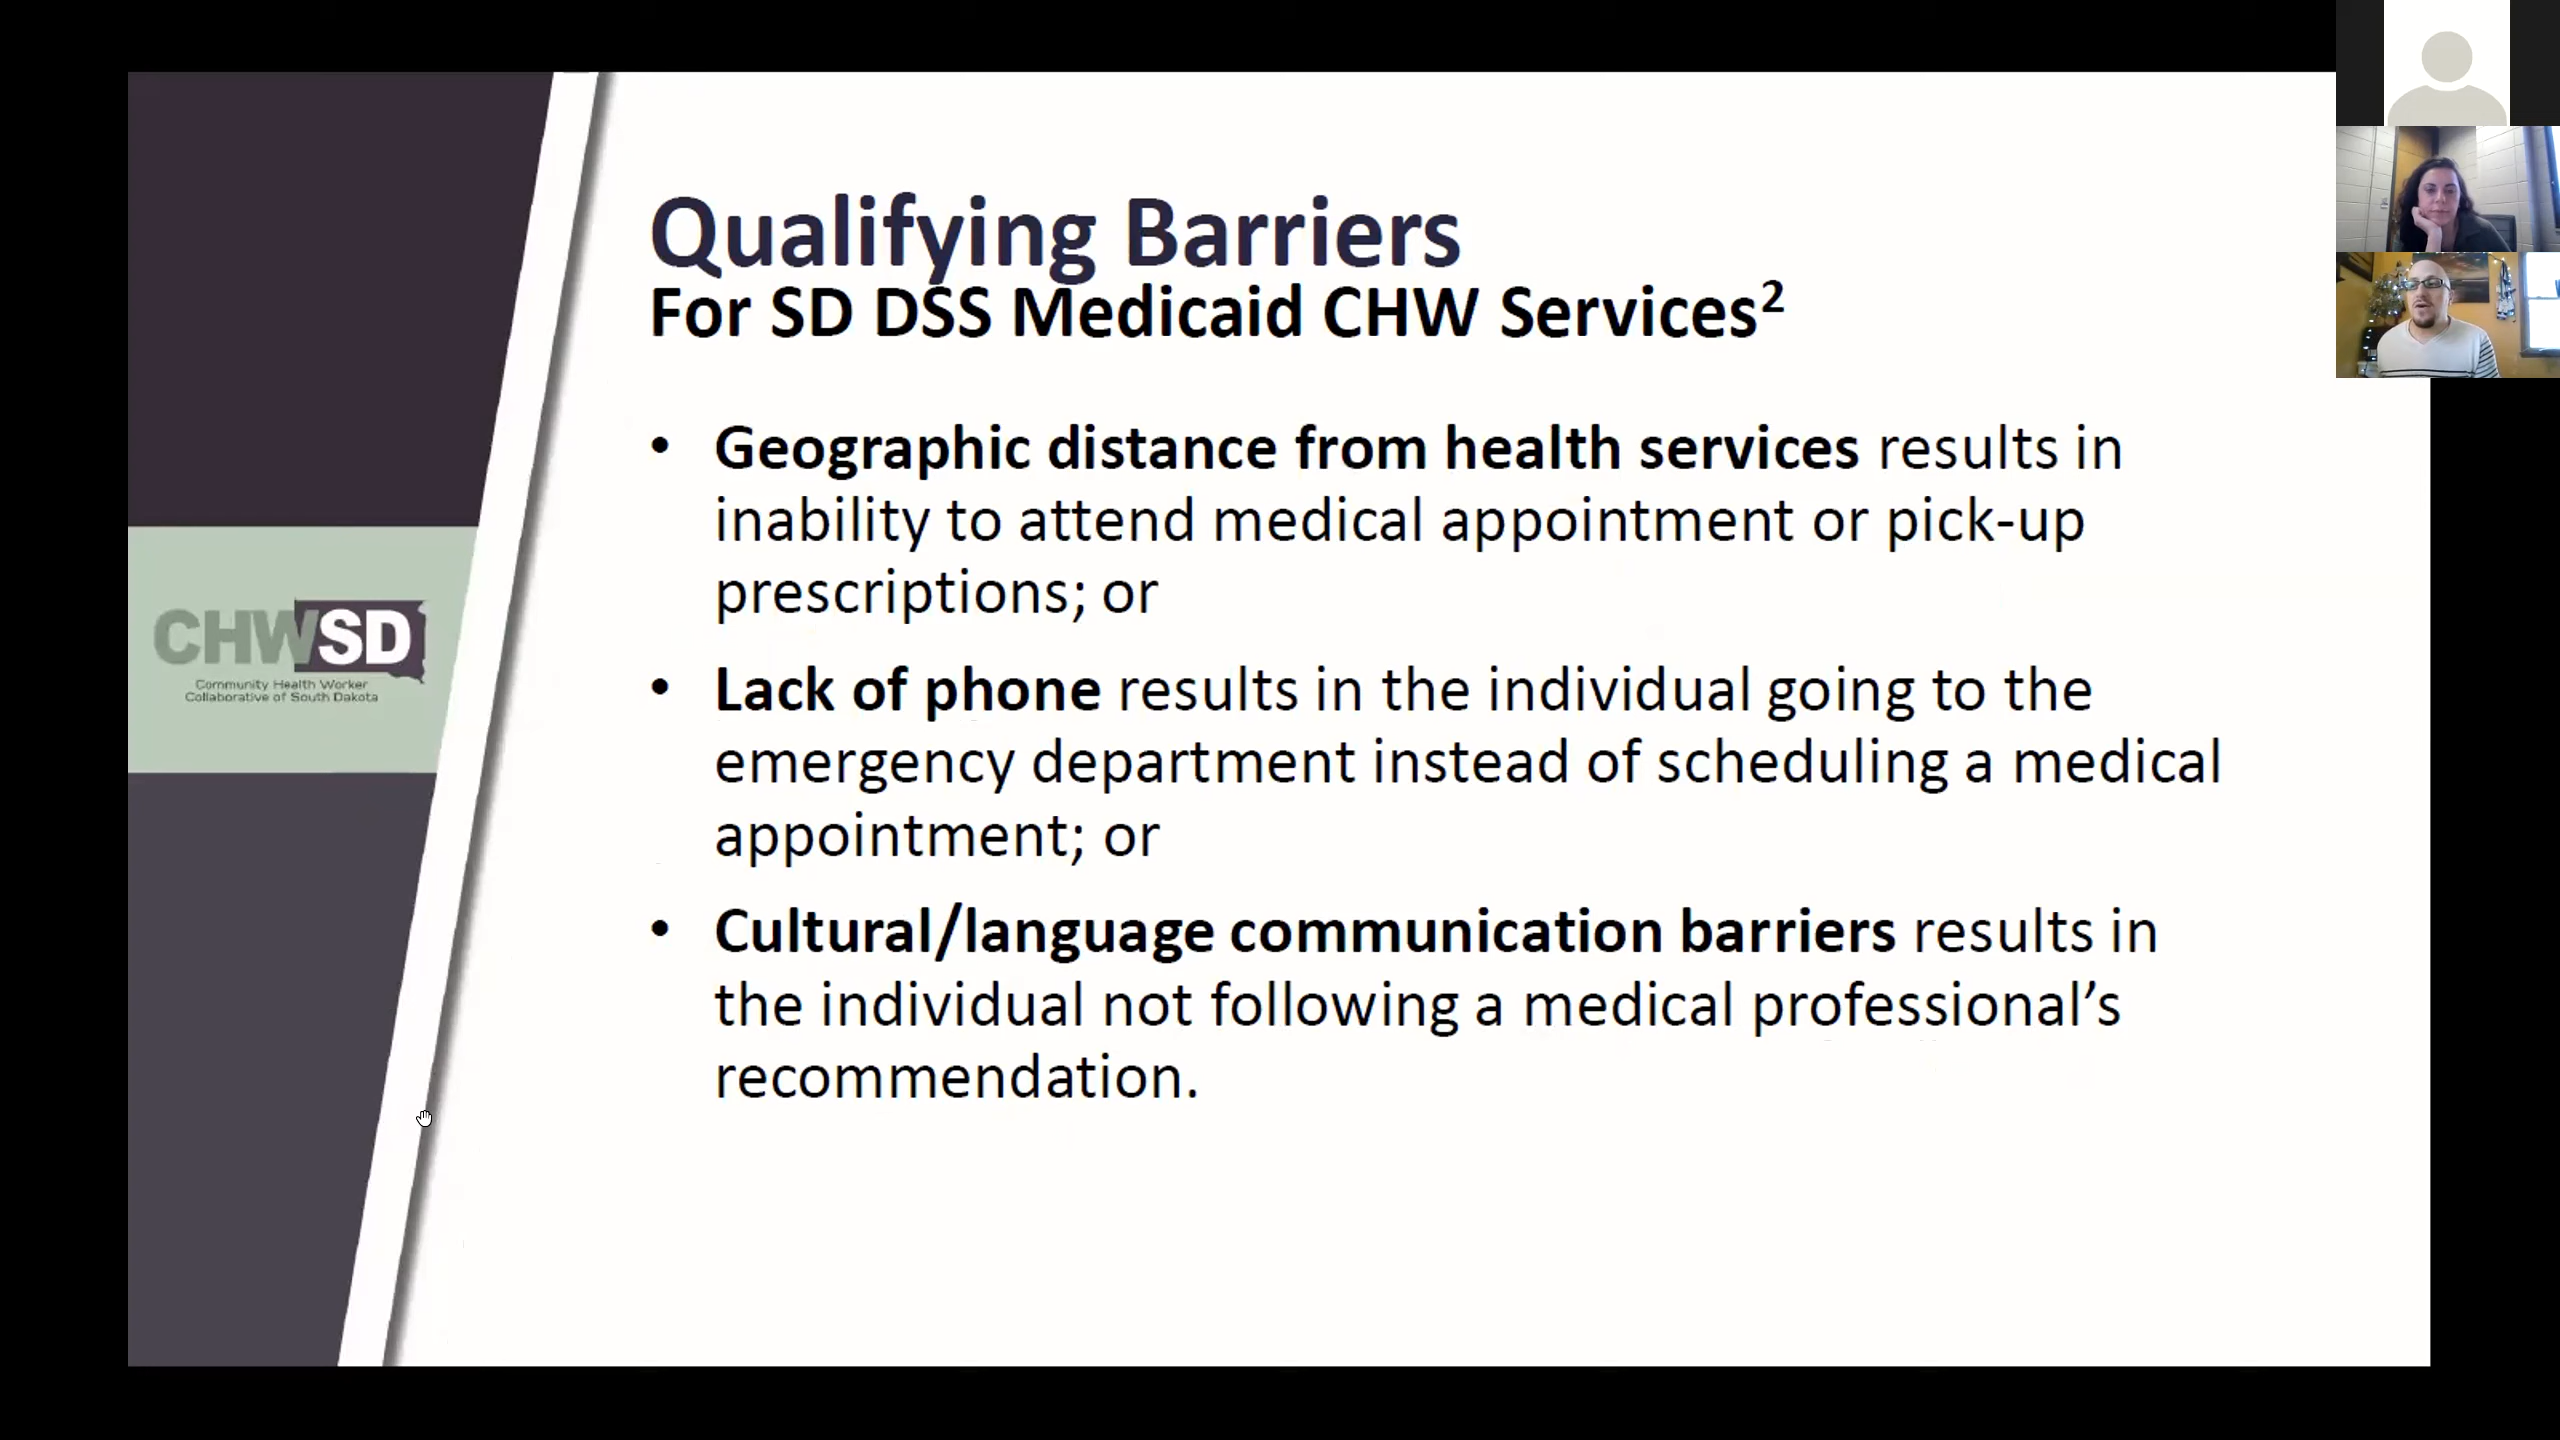 Qualifying Barriers
For SD DSS Medicaid CHW Services²
• Geographic distance from health services results in
inability to attend medical appointment or pick-up
prescriptions; or
• Lack of phone results in the individual going to the
emergency department instead of scheduling a medical
appointment; or
• Cultural/language communication barriers results in
the individual not following a medical professional’s
recommendation.
CHWSD
Community Health Worker
Collaborative of South Dakota